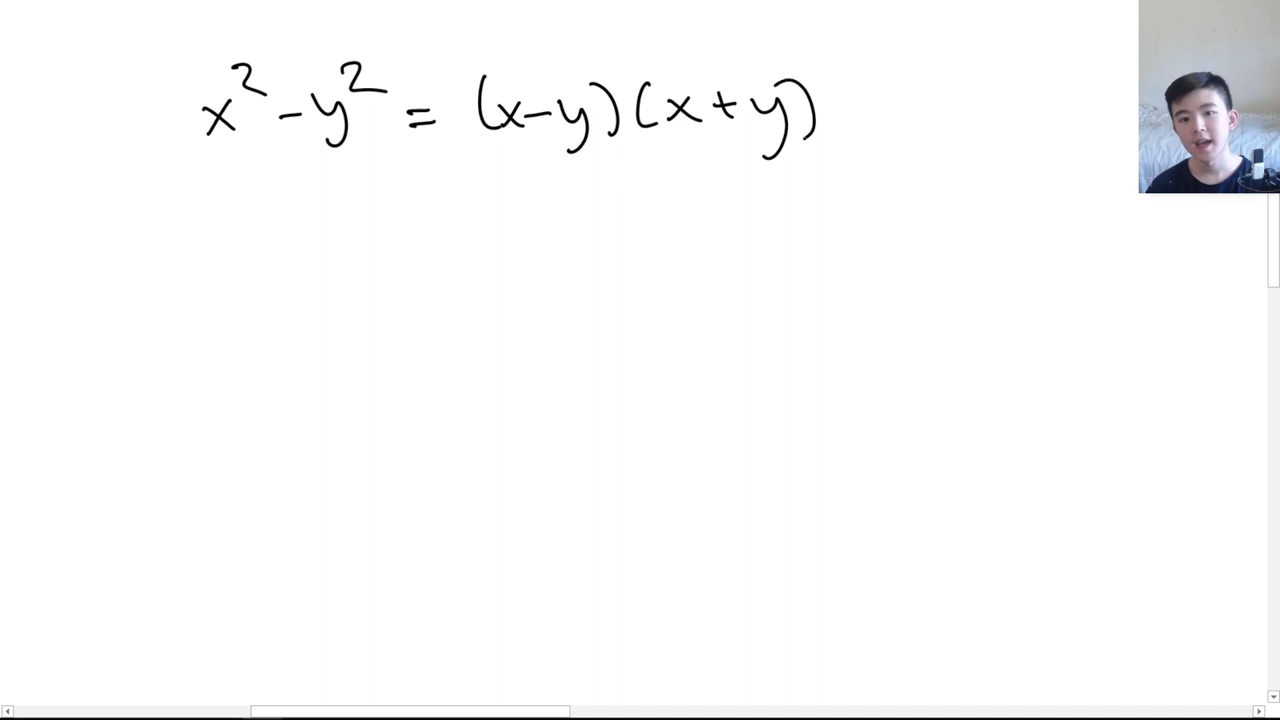 x² - y² = (x-y)(x+y)